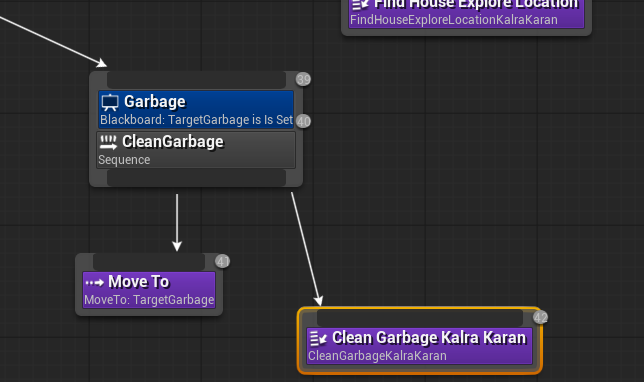 Find House Explore Location
FindHouseExploreLocationKalraKaran
39
Garbage
Blackboard: TargetGarbage is Is Set
40
CleanGarbage
Sequence
41
Move To
MoveTo: TargetGarbage
42
Clean Garbage Kalra Karan
CleanGarbageKalraKaran